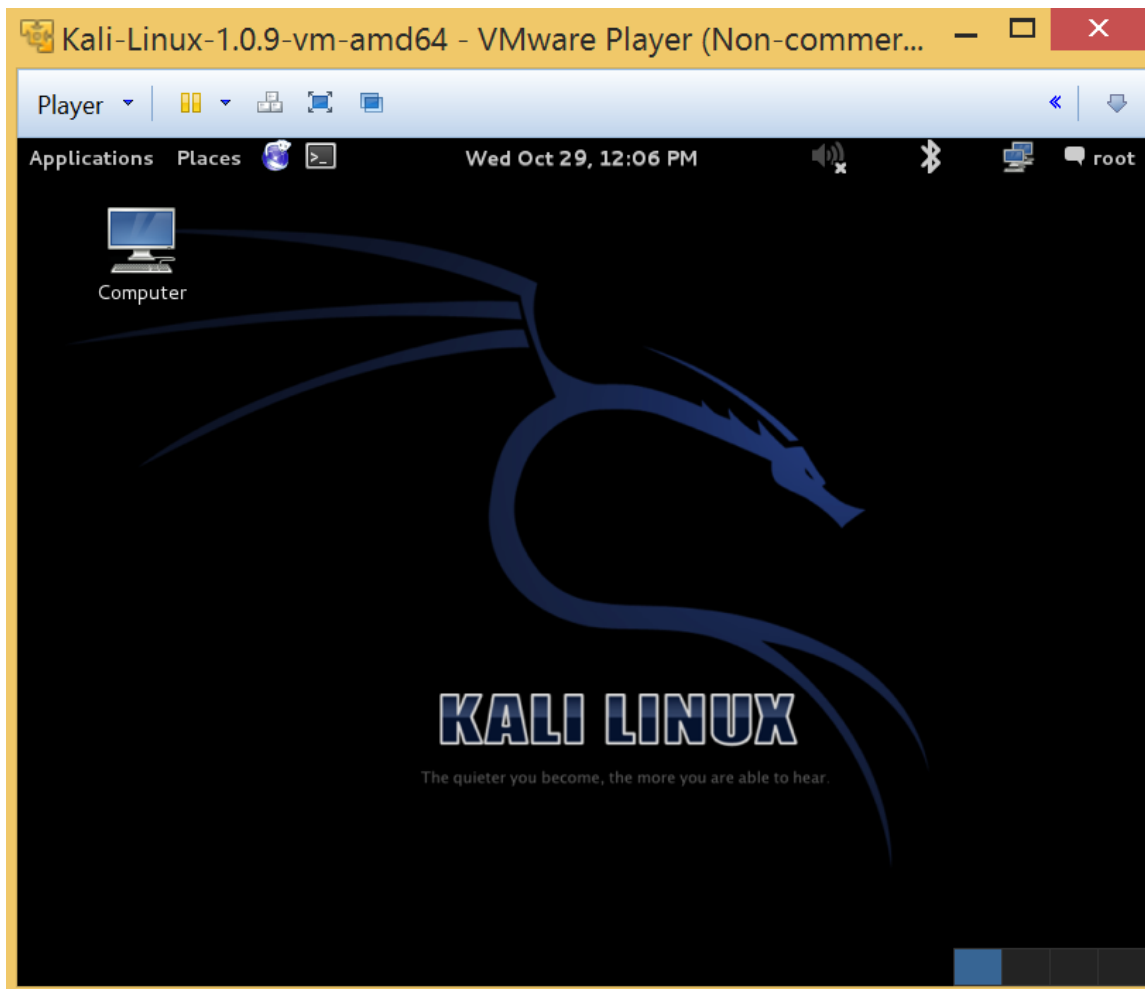 Kali-Linux-1.0.9-vm-amd64 - VMware Player (Non-commer...
Player
Applications Places Wed Oct 29, 12:06 PM root
Computer
KALI LINUX
The quieter you become, the more you are able to hear.